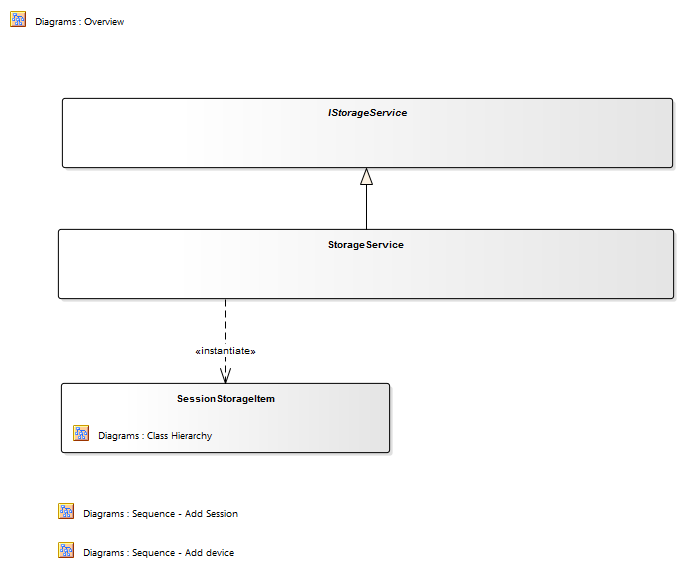 Diagrams : Overview
IStorageService
StorageService
«instantiate»
SessionStorageItem
Diagrams : Class Hierarchy
Diagrams : Sequence - Add Session
Diagrams : Sequence - Add device